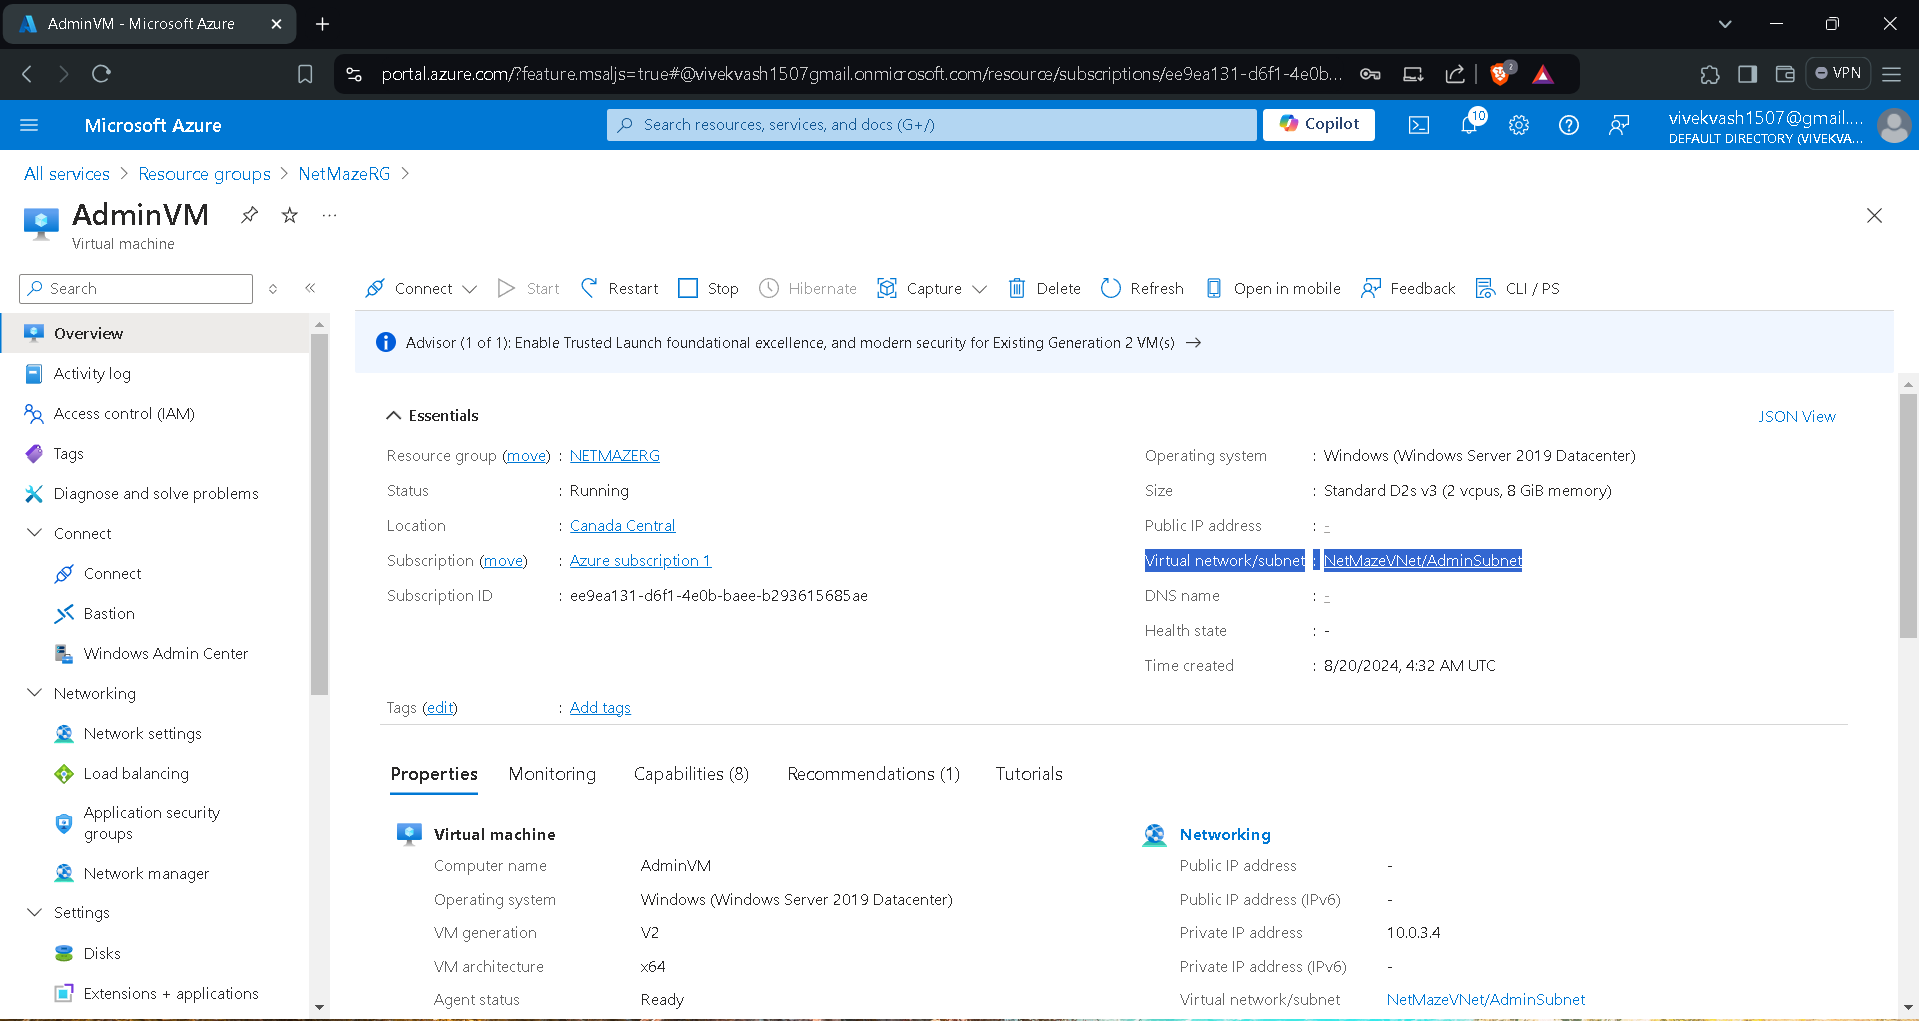 AdminVM - Microsoft Azure
portal.azure.com/?feature.msaljs=true#@vivekvash1507gmail.onmicrosoft.com/resource/subscriptions/ee9ea131-d6f1-4e0b...
2
VPN
Microsoft Azure
Search resources, services, and docs (G+/)
Copilot
10
vivekvash1507@gmail....
DEFAULT DIRECTORY (VIVEKVA...
All services > Resource groups > NetMazeRG >
AdminVM
Virtual machine
Search
Connect
Start
Restart
Stop
Hibernate
Capture
Delete
Refresh
Open in mobile
Feedback
CLI / PS
Overview
Activity log
Access control (IAM)
Tags
Diagnose and solve problems
Connect
Connect
Bastion
Windows Admin Center
Networking
Network settings
Load balancing
Application security
groups
Network manager
Settings
Disks
Extensions + applications
Advisor (1 of 1): Enable Trusted Launch foundational excellence, and modern security for Existing Generation 2 VM(s) →
Essentials
JSON View
Resource group (move) : NETMAZERG
Status : Running
Location : Canada Central
Subscription (move) : Azure subscription 1
Subscription ID : ee9ea131-d6f1-4e0b-baee-b293615685ae
Operating system : Windows (Windows Server 2019 Datacenter)
Size : Standard D2s v3 (2 vcpus, 8 GiB memory)
Public IP address : -
Virtual network/subnet : NetMazeVNet/AdminSubnet
DNS name : -
Health state : -
Time created : 8/20/2024, 4:32 AM UTC
Tags (edit) : Add tags
Properties
Monitoring
Capabilities (8)
Recommendations (1)
Tutorials
Virtual machine
Computer name AdminVM
Operating system Windows (Windows Server 2019 Datacenter)
VM generation V2
VM architecture x64
Agent status Ready
Networking
Public IP address -
Public IP address (IPv6) -
Private IP address 10.0.3.4
Private IP address (IPv6) -
Virtual network/subnet NetMazeVNet/AdminSubnet